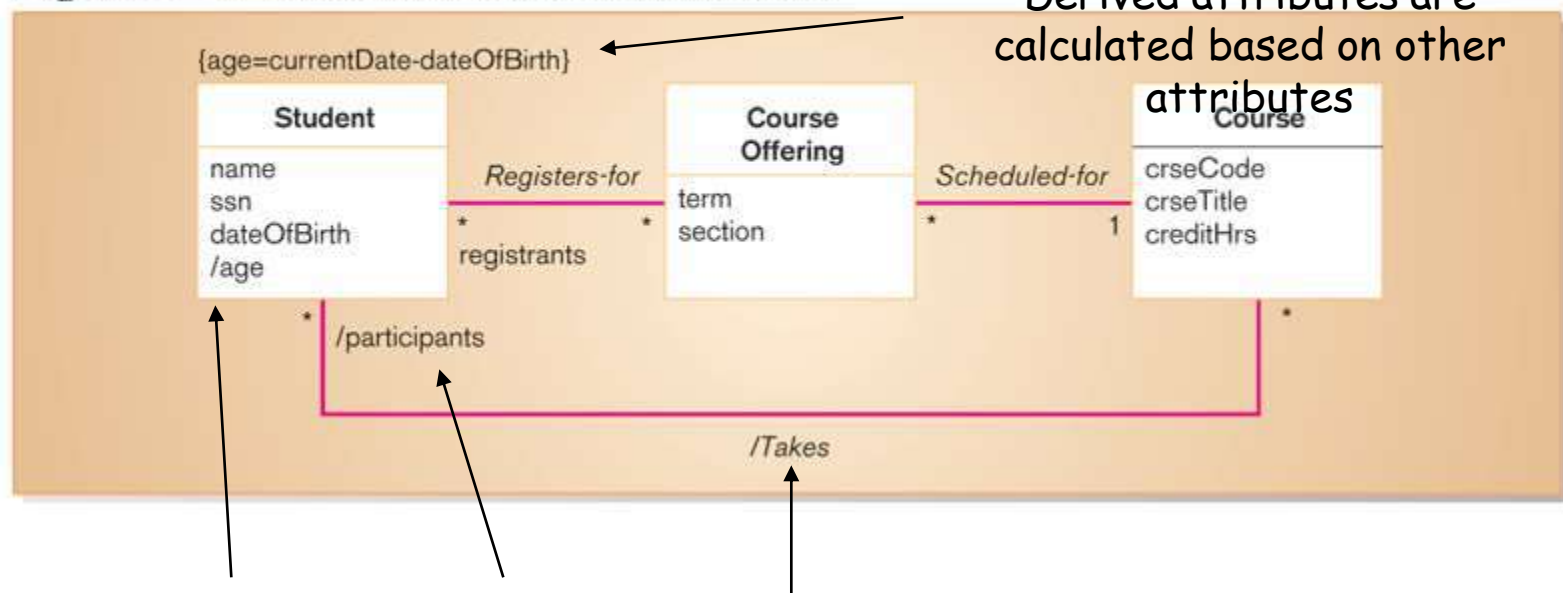 Derived attributes are
calculated based on other
attributes
{age=currentDate-dateOfBirth}
Student
name
ssn
dateOfBirth
/age
Registers-for
*
*
registrants
Course
Offering
term
section
Scheduled-for
*
1
Course
crseCode
crseTitle
creditHrs
*
/participants
*
/Takes